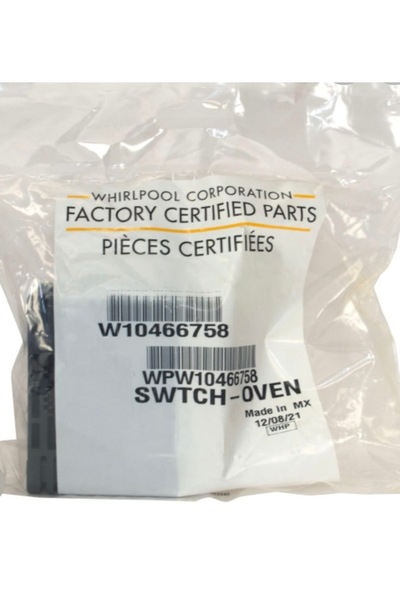 WHIRLPOOL CORPORATION
FACTORY CERTIFIED PARTS
PIÈCES CERTIFIÉES
W10466758
WPW10466758
SWTCH-OVEN
Made in MX
12/08/21
WHP